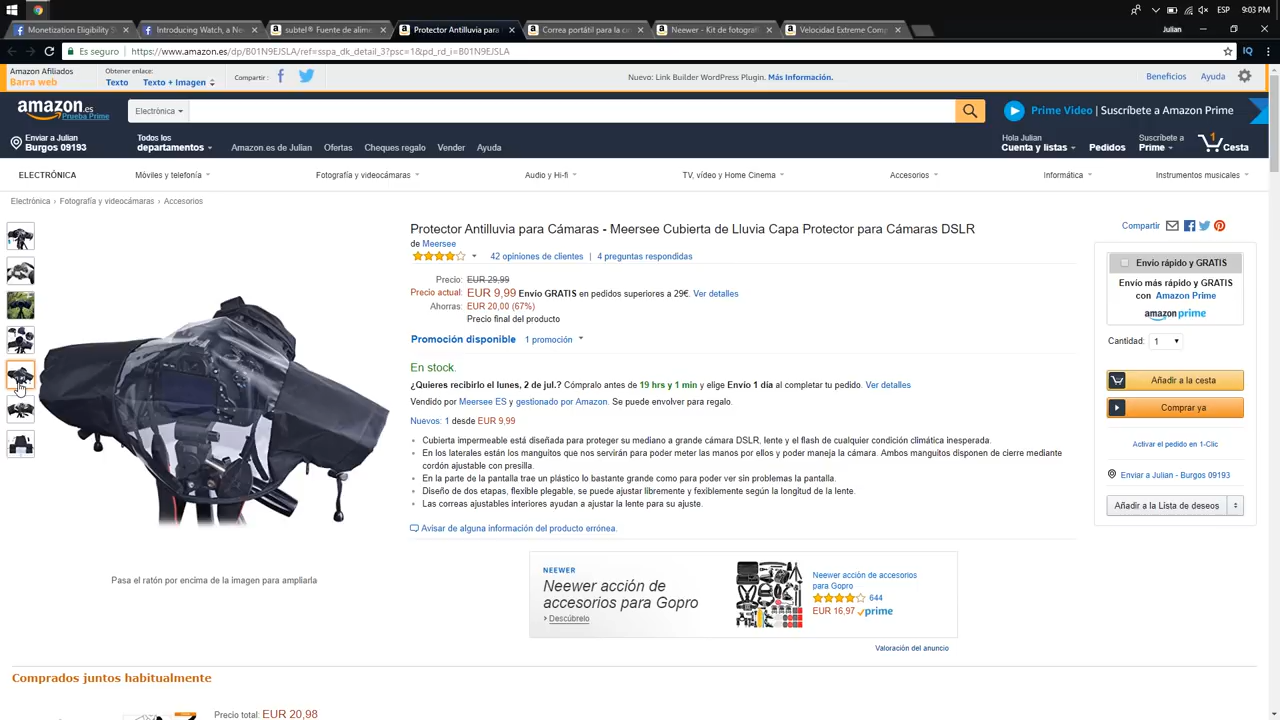 ESP 9:03 PM
Monetization Eligibility S
Introducing Watch, a Ne
subtel® Fuente de alime
Protector Antilluvia para
Correa portátil para la c
Neewer - Kit de fotograf
Velocidad Extreme Comp
Julian
Es seguro https://www.amazon.es/dp/B01N9EJSLA/ref=sspa_dk_detail_3?psc=1&pd_rd_i=B01N9EJSLA
IQ
Amazon Afiliados
Barra web
Obtener enlace:
Texto Texto + Imagen
Compartir :
Nuevo: Link Builder WordPress Plugin. Más Información.
Beneficios Ayuda
amazon.es
Prueba Prime
Electrónica
Prime Video | Suscríbete a Amazon Prime
Enviar a Julian
Burgos 09193
Todos los
departamentos
Amazon.es de Julian Ofertas Cheques regalo Vender Ayuda
Hola Julian
Cuenta y listas
Pedidos
Suscríbete a
Prime
1
Cesta
ELECTRÓNICA Móviles y telefonía Fotografía y videocámaras Audio y Hi-fi TV, vídeo y Home Cinema Accesorios Informática Instrumentos musicales
Electrónica › Fotografía y videocámaras › Accesorios
Protector Antilluvia para Cámaras - Meersee Cubierta de Lluvia Capa Protector para Cámaras DSLR
de Meersee
42 opiniones de clientes | 4 preguntas respondidas
Precio: EUR 29,99
Precio actual: EUR 9,99 Envío GRATIS en pedidos superiores a 29€. Ver detalles
Ahorras: EUR 20,00 (67%)
Precio final del producto
Promoción disponible 1 promoción
En stock.
¿Quieres recibirlo el lunes, 2 de jul.? Cómpralo antes de 19 hrs y 1 min y elige Envío 1 día al completar tu pedido. Ver detalles
Vendido por Meersee ES y gestionado por Amazon. Se puede envolver para regalo.
Nuevos: 1 desde EUR 9,99
• Cubierta impermeable está diseñada para proteger su mediano a grande cámara DSLR, lente y el flash de cualquier condición climática inesperada.
• En los laterales están los manguitos que nos servirán para poder meter las manos por ellos y poder maneja la cámara. Ambos manguitos disponen de cierre mediante
cordón ajustable con presilla.
• En la parte de la pantalla trae un plástico lo bastante grande como para poder ver sin problemas la pantalla.
• Diseño de dos etapas, flexible plegable, se puede ajustar libremente y fexiblemente según la longitud de la lente.
• Las correas ajustables interiores ayudan a ajustar la lente para su ajuste.
Avisar de alguna información del producto errónea.
Pasa el ratón por encima de la imagen para ampliarla
Compartir
Envío rápido y GRATIS
Envío más rápido y GRATIS
con Amazon Prime
amazon prime
Cantidad: 1
Añadir a la cesta
Comprar ya
Activar el pedido en 1-Clic
Enviar a Julian - Burgos 09193
Añadir a la Lista de deseos
NEEWER
Neewer acción de
accesorios para Gopro
› Descúbrelo
Neewer acción de accesorios
para Gopro
644
EUR 16,97 prime
Valoración del anuncio
Comprados juntos habitualmente
Precio total: EUR 20,98